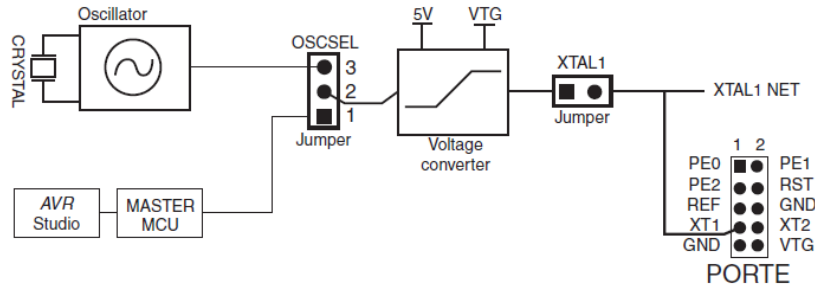 Oscillator
CRYSTAL
OSCSEL
3
2
1
Jumper
5V
VTG
Voltage
converter
XTAL1
Jumper
XTAL1 NET
AVR
Studio
MASTER
MCU
1 2
PE0 PE1
PE2 RST
REF GND
XT1 XT2
GND VTG
PORTE